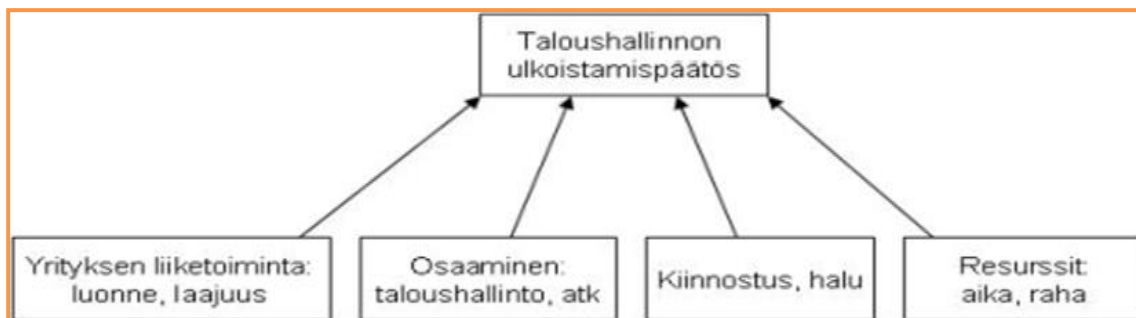 Taloushallinnon
ulkoistamispäätös
Yrityksen liiketoiminta:
luonne, laajuus
Osaaminen:
taloushallinto, atk
Kiinnostus, halu
Resurssit:
aika, raha